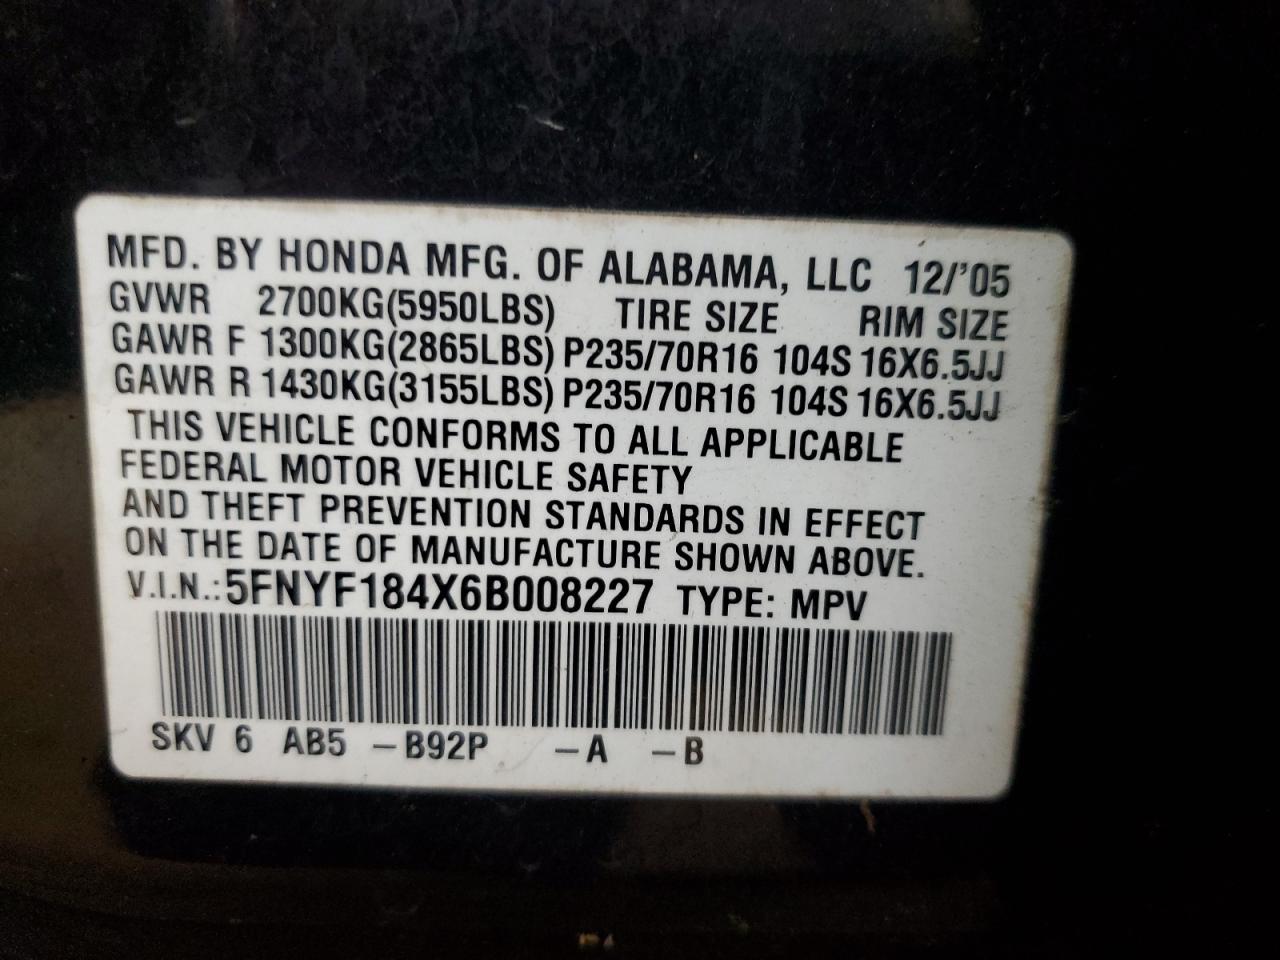 MFD. BY HONDA MFG. OF ALABAMA, LLC 12/'05
GVWR 2700KG(5950LBS) TIRE SIZE RIM SIZE
GAWR F 1300KG(2865LBS) P235/70R16 104S 16X6.5JJ
GAWR R 1430KG(3155LBS) P235/70R16 104S 16X6.5JJ
THIS VEHICLE CONFORMS TO ALL APPLICABLE
FEDERAL MOTOR VEHICLE SAFETY
AND THEFT PREVENTION STANDARDS IN EFFECT
ON THE DATE OF MANUFACTURE SHOWN ABOVE.
V.I.N.: 5FNYF184X6B008227 TYPE: MPV
SKV 6 AB5 -B92P -A -B